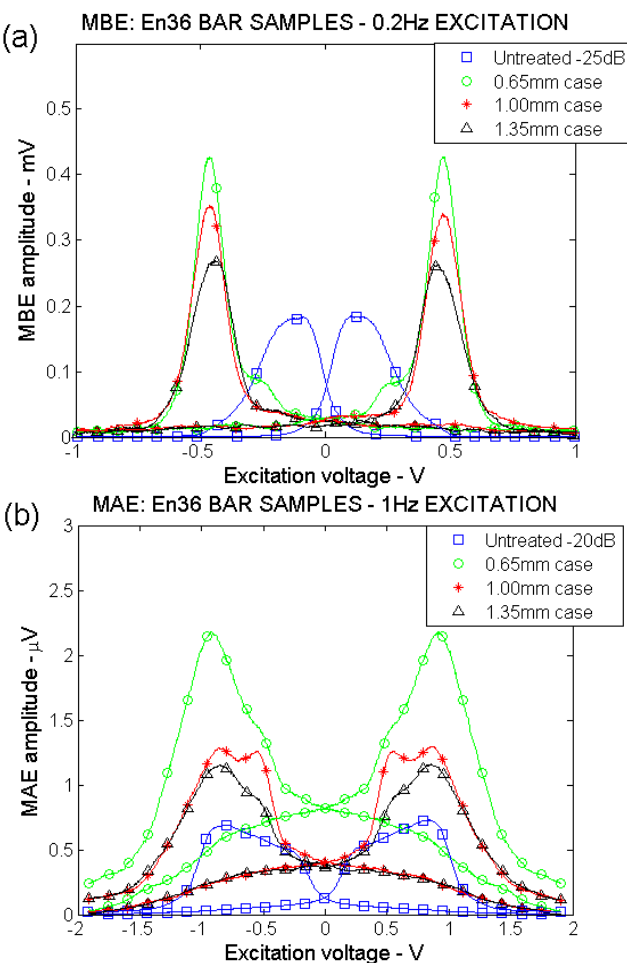 (a)
MBE: En36 BAR SAMPLES - 0.2Hz EXCITATION
Untreated -25dB
0.65mm case
1.00mm case
1.35mm case
MBE amplitude - mV
0.5
0.4
0.3
0.2
0.1
0
-1
-0.5
0
0.5
1
Excitation voltage - V
(b)
MAE: En36 BAR SAMPLES - 1Hz EXCITATION
Untreated -20dB
0.65mm case
1.00mm case
1.35mm case
MAE amplitude - µV
3
2.5
2
1.5
1
0.5
0
-2
-1.5
-1
-0.5
0
0.5
1
1.5
2
Excitation voltage - V